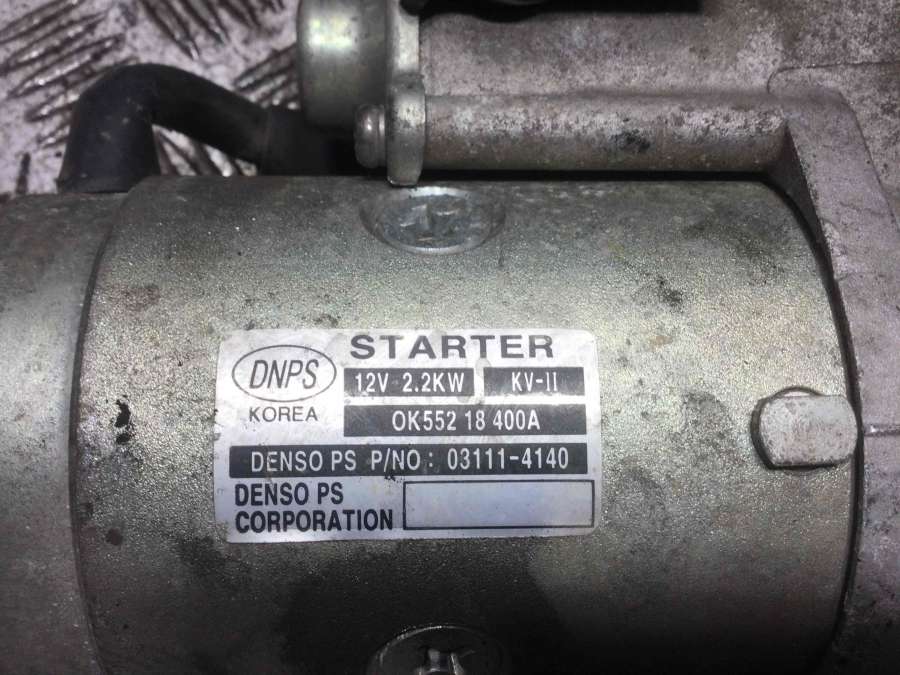 STARTER
DNPS
12V 2.2KW KV-II
KOREA
OK552 18 400A
DENSO PS P/NO : 03111-4140
DENSO PS
CORPORATION